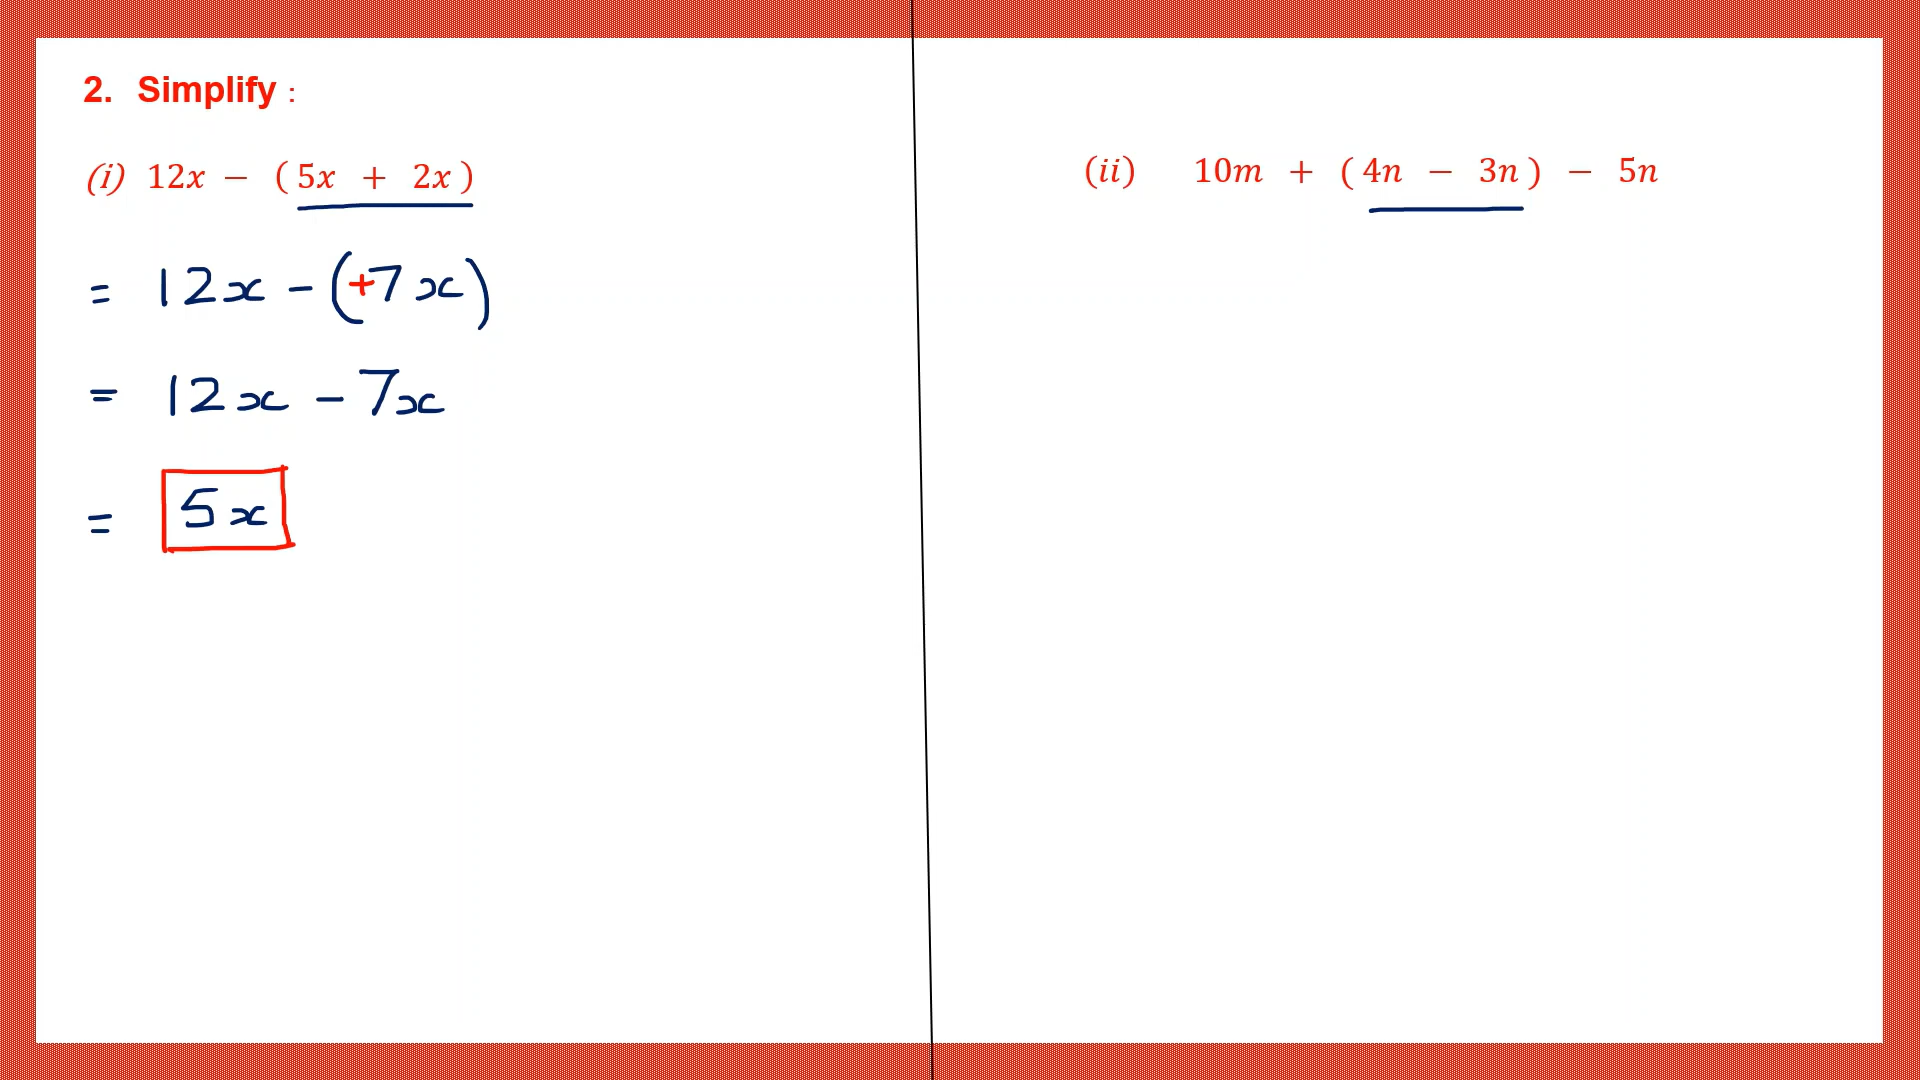 2. Simplify :
(i) 12x − ( 5x + 2x )
= 12x − (+7x)
= 12x − 7x
= 5x
(ii) 10m + ( 4n − 3n ) − 5n